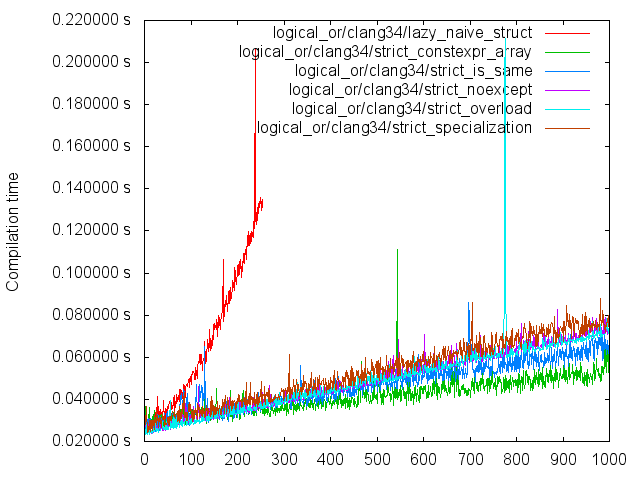 0.220000 s
0.200000 s
0.180000 s
0.160000 s
0.140000 s
0.120000 s
0.100000 s
0.080000 s
0.060000 s
0.040000 s
0.020000 s
Compilation time
logical_or/clang34/lazy_naive_struct
logical_or/clang34/strict_constexpr_array
logical_or/clang34/strict_is_same
logical_or/clang34/strict_noexcept
logical_or/clang34/strict_overload
logical_or/clang34/strict_specialization
0 100 200 300 400 500 600 700 800 900 1000